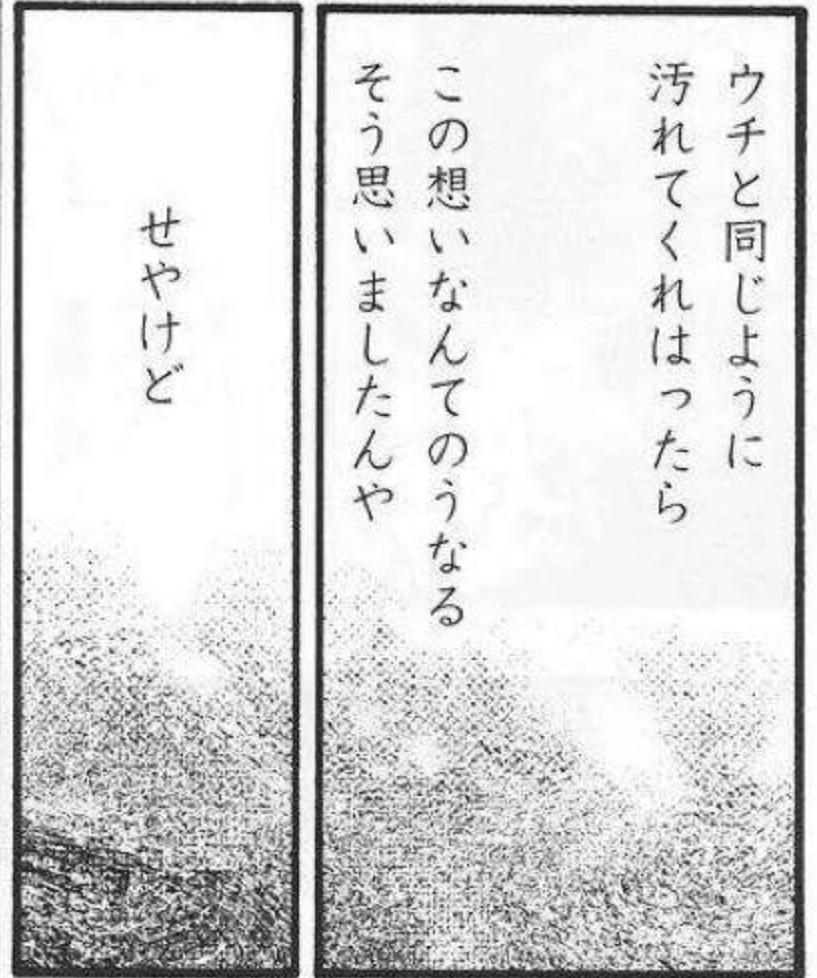 ウチと同じように
汚れてくれはったら
この想いなんてのうなる
そう思いましたんや
せやけど